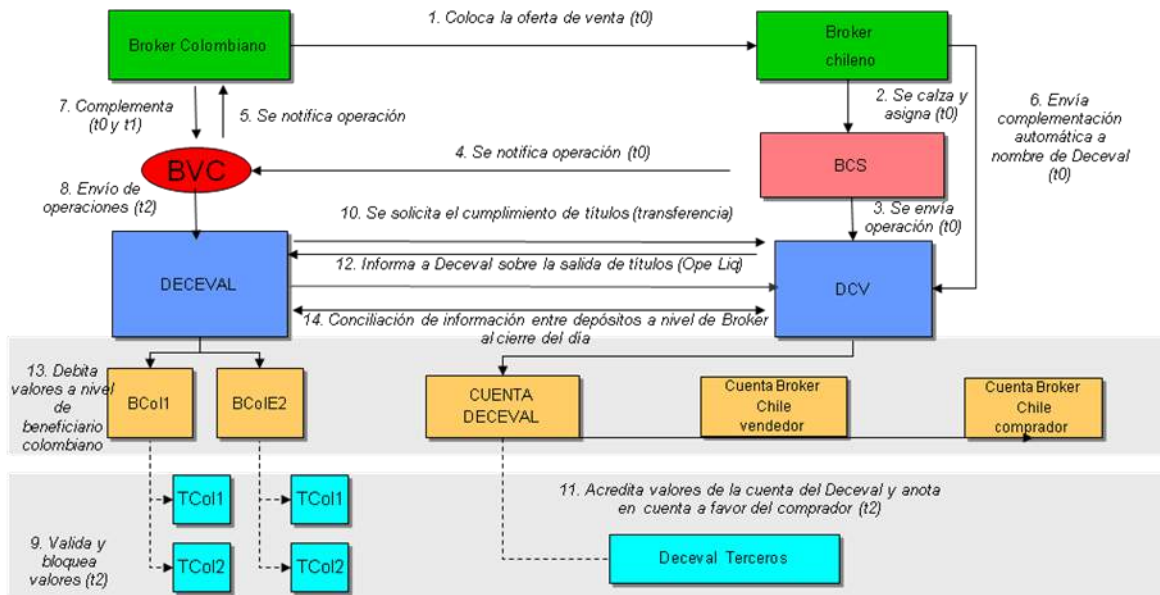 1. Coloca la oferta de venta (t0)
Broker Colombiano
Broker
chileno
7. Complementa
(t0 y t1)
5. Se notifica operación
2. Se calza y
asigna (t0)
6. Envía
complementación
automática a
nombre de Deceval
(t0)
4. Se notifica operación (t0)
BVC
BCS
8. Envío de
operaciones (t2)
10. Se solicita el cumplimiento de títulos (transferencia)
3. Se envía
operación (t0)
12. Informa a Deceval sobre la salida de títulos (Ope Liq)
DECEVAL
DCV
14. Conciliación de información entre depósitos a nivel de Broker
al cierre del día
13. Debita
valores a nivel
de
beneficiario
colombiano
BCol1
BColE2
CUENTA
DECEVAL
Cuenta Broker
Chile
vendedor
Cuenta Broker
Chile
comprador
TCol1
TCol1
11. Acredita valores de la cuenta del Deceval y anota
en cuenta a favor del comprador (t2)
9. Valida y
bloquea
valores (t2)
TCol2
TCol2
Deceval Terceros